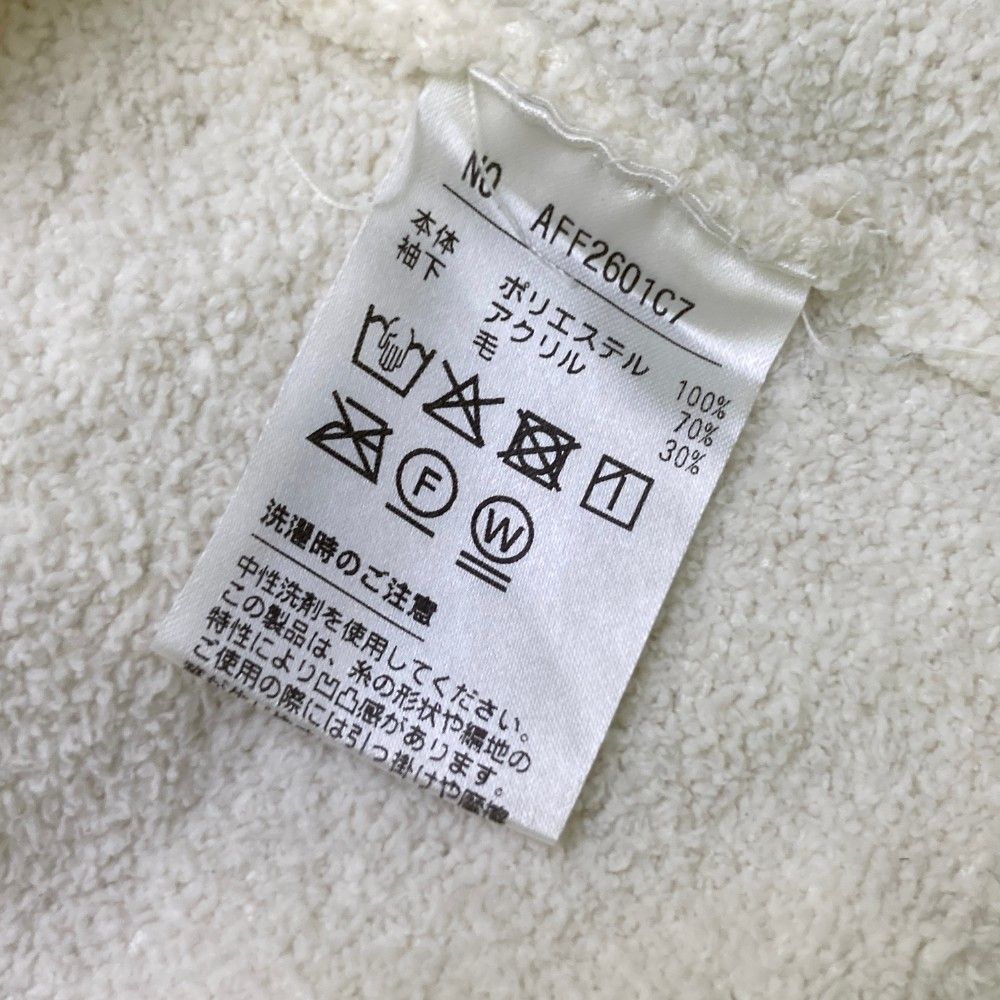 NO AFF2601C7
本体 ポリエステル 100%
袖下 アクリル 70%
毛 30%
F W
洗濯時のご注意
中性洗剤を使用してください。
この製品は、糸の形状や編地の
特性により凹凸感があります。
ご使用の際には引っ掛けや